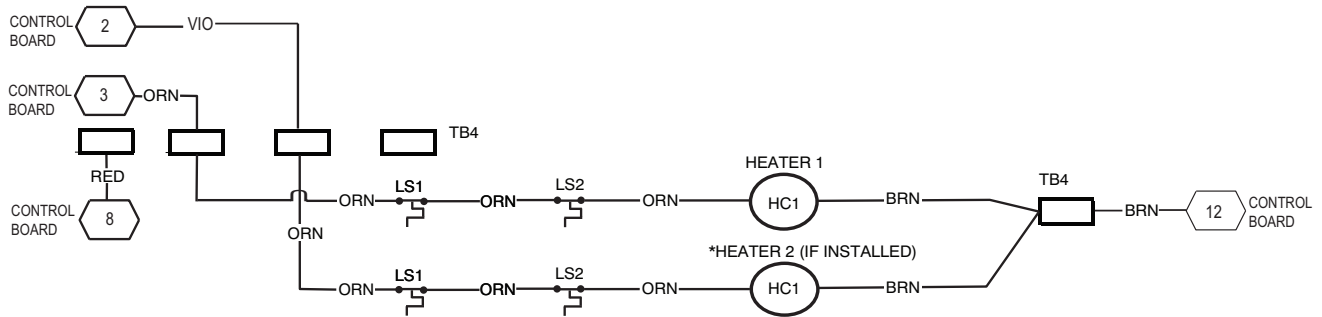 CONTROL
BOARD
2
VIO
CONTROL
BOARD
3
ORN
TB4
RED
CONTROL
BOARD
8
HEATER 1
ORN
LS1
ORN
LS2
ORN
HC1
BRN
TB4
BRN
12
CONTROL
BOARD
ORN
*HEATER 2 (IF INSTALLED)
ORN
LS1
ORN
LS2
ORN
HC1
BRN